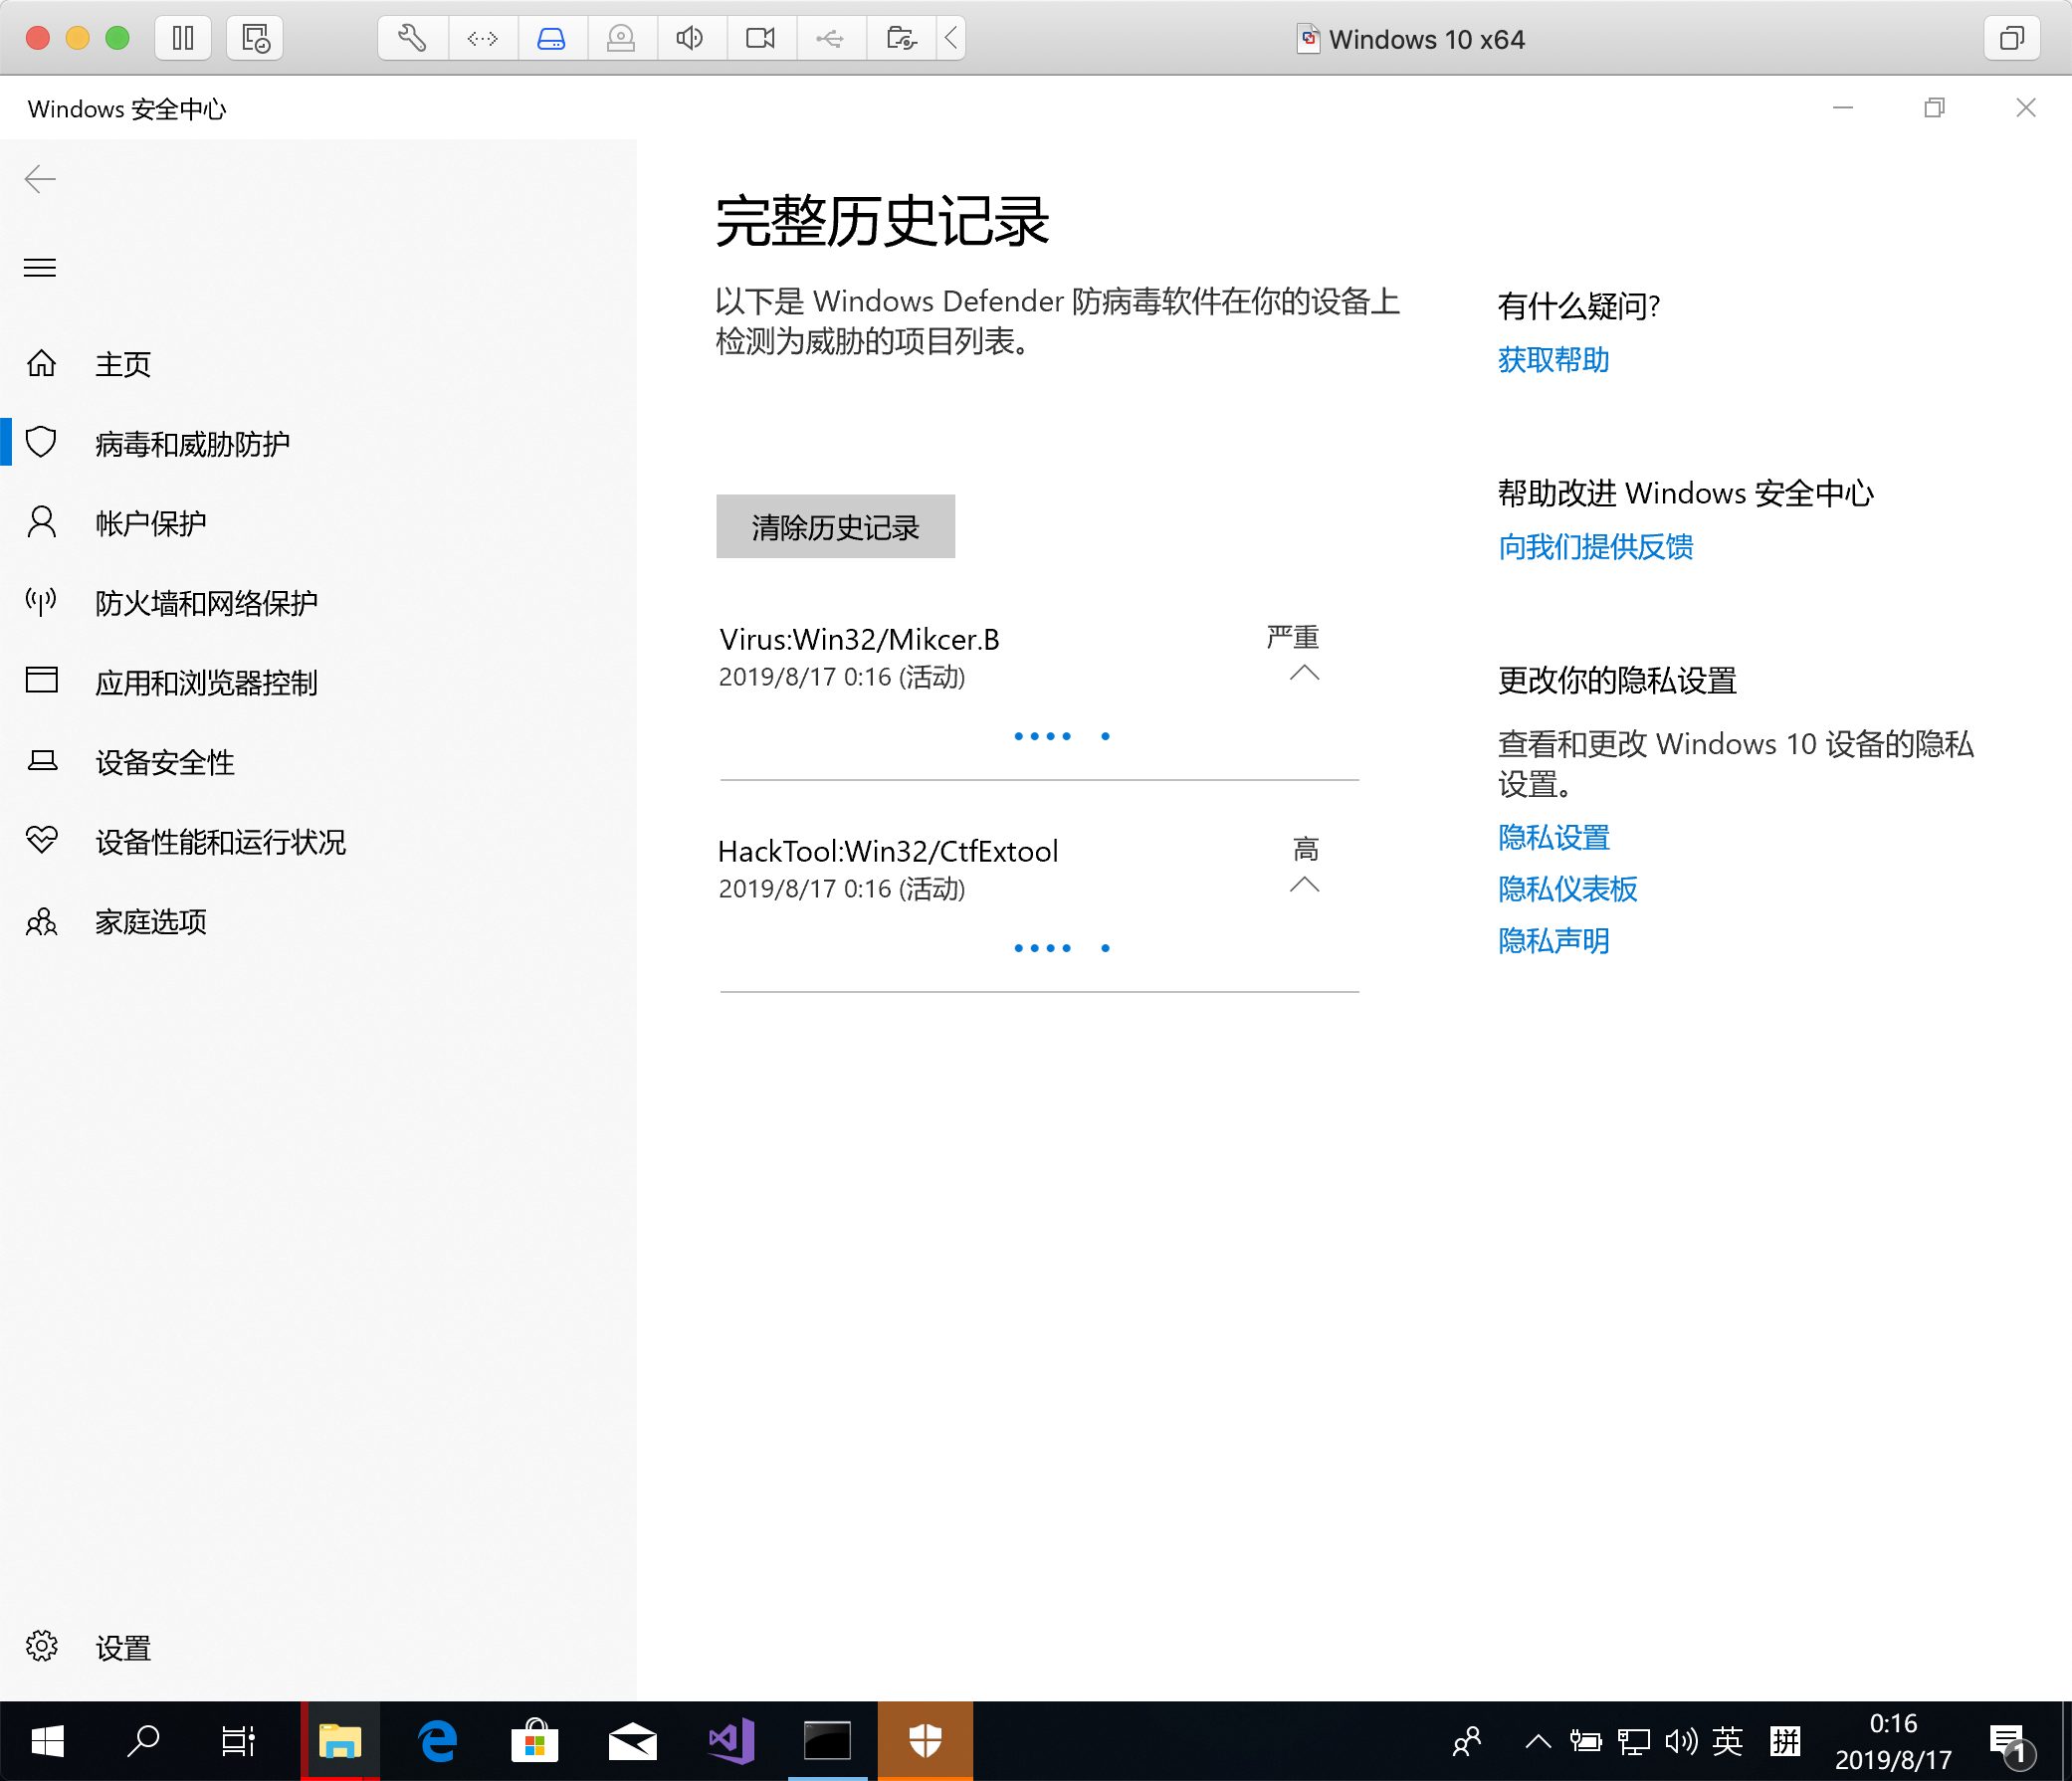 Windows 10 x64
Windows 安全中心
主页
病毒和威胁防护
帐户保护
防火墙和网络保护
应用和浏览器控制
设备安全性
设备性能和运行状况
家庭选项
设置
完整历史记录
以下是 Windows Defender 防病毒软件在你的设备上
检测为威胁的项目列表。
清除历史记录
Virus:Win32/Mikcer.B
严重
2019/8/17 0:16 (活动)
HackTool:Win32/CtfExtool
高
2019/8/17 0:16 (活动)
有什么疑问?
获取帮助
帮助改进 Windows 安全中心
向我们提供反馈
更改你的隐私设置
查看和更改 Windows 10 设备的隐私
设置。
隐私设置
隐私仪表板
隐私声明
英
拼
0:16
2019/8/17
1